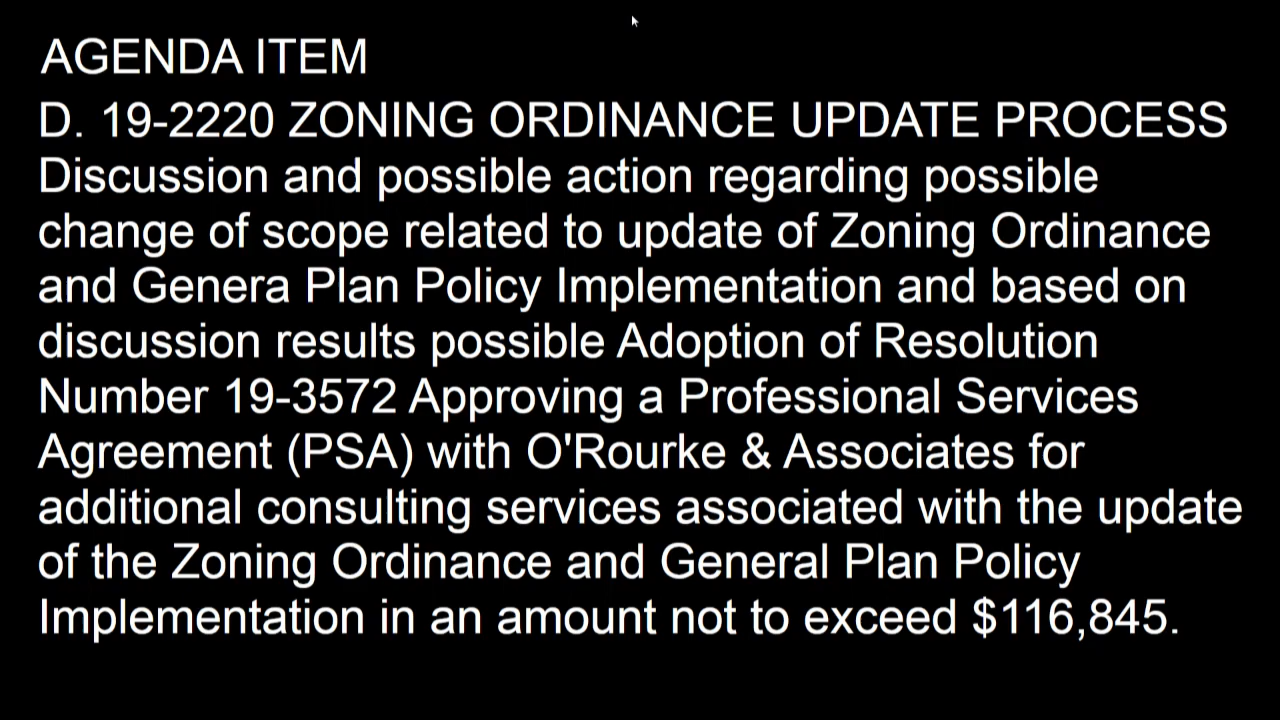 AGENDA ITEM
D. 19-2220 ZONING ORDINANCE UPDATE PROCESS
Discussion and possible action regarding possible
change of scope related to update of Zoning Ordinance
and Genera Plan Policy Implementation and based on
discussion results possible Adoption of Resolution
Number 19-3572 Approving a Professional Services
Agreement (PSA) with O'Rourke & Associates for
additional consulting services associated with the update
of the Zoning Ordinance and General Plan Policy
Implementation in an amount not to exceed $116,845.